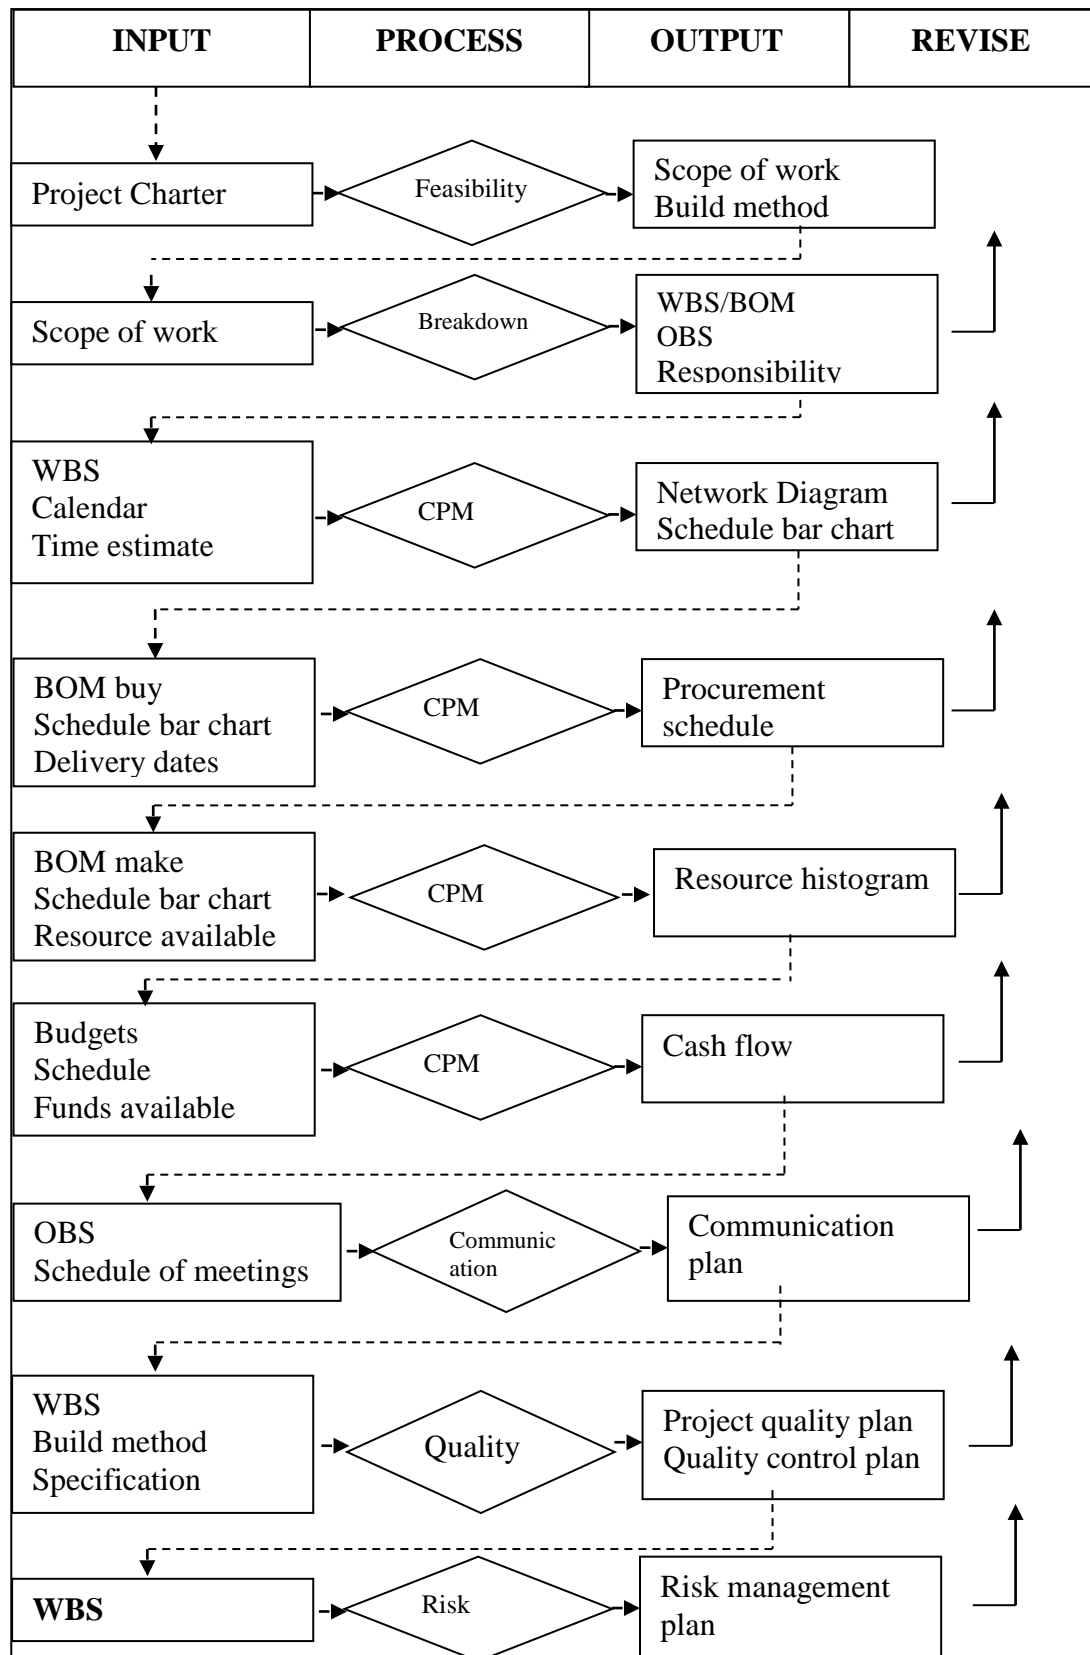 INPUT
PROCESS
OUTPUT
REVISE
Project Charter
Feasibility
Scope of work
Build method
Scope of work
Breakdown
WBS/BOM
OBS
Responsibility
WBS
Calendar
Time estimate
CPM
Network Diagram
Schedule bar chart
BOM buy
Schedule bar chart
Delivery dates
CPM
Procurement
schedule
BOM make
Schedule bar chart
Resource available
CPM
Resource histogram
Budgets
Schedule
Funds available
CPM
Cash flow
OBS
Schedule of meetings
Communic
ation
Communication
plan
WBS
Build method
Specification
Quality
Project quality plan
Quality control plan
WBS
Risk
Risk management
plan